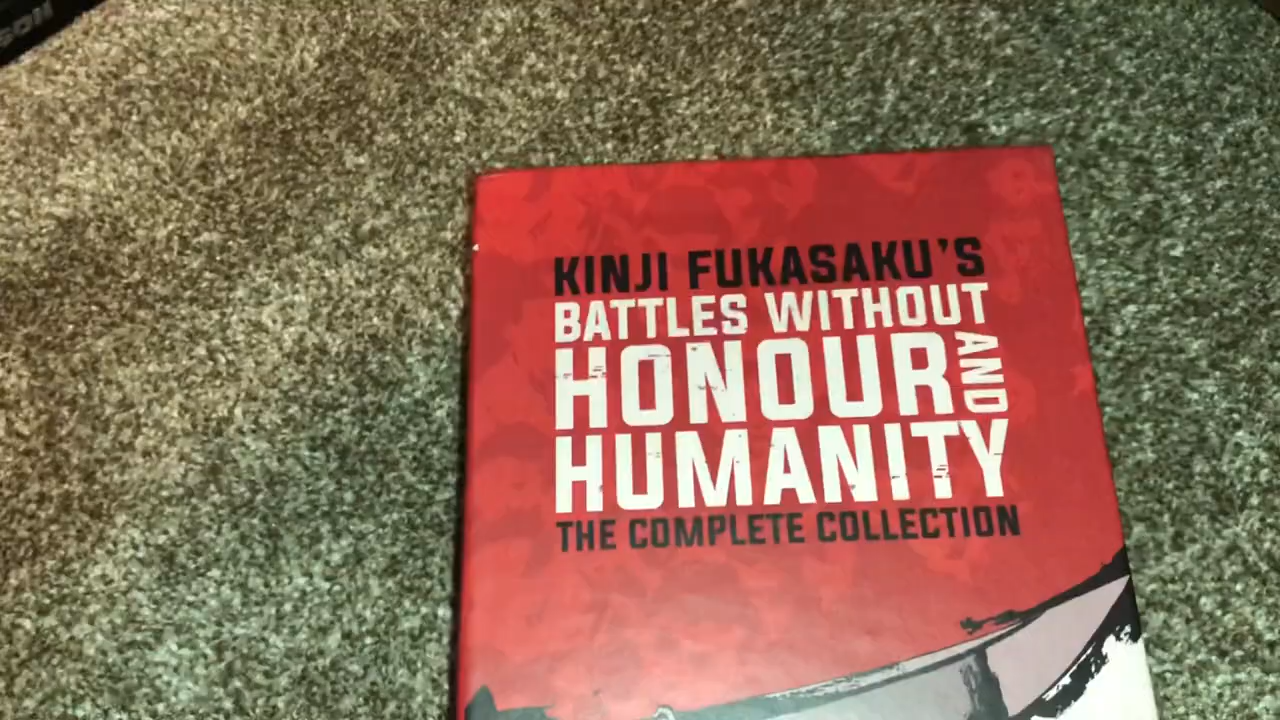 KINJI FUKASAKU'S
BATTLES WITHOUT
HONOUR AND
HUMANITY
THE COMPLETE COLLECTION